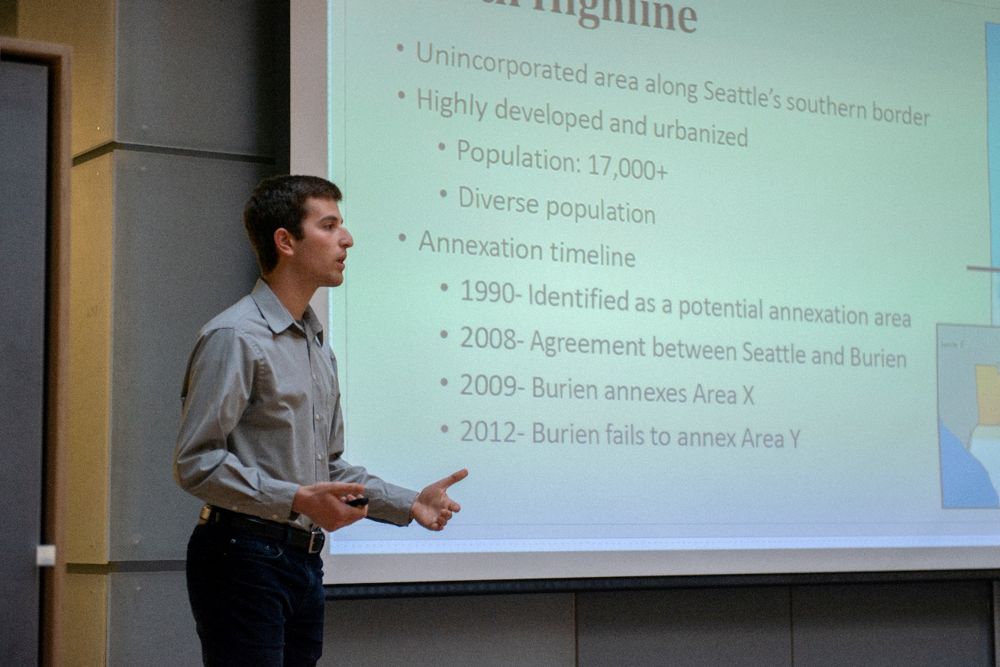 Highline
• Unincorporated area along Seattle's southern border
• Highly developed and urbanized
• Population: 17,000+
• Diverse population
• Annexation timeline
• 1990- Identified as a potential annexation area
• 2008- Agreement between Seattle and Burien
• 2009- Burien annexes Area X
• 2012- Burien fails to annex Area Y